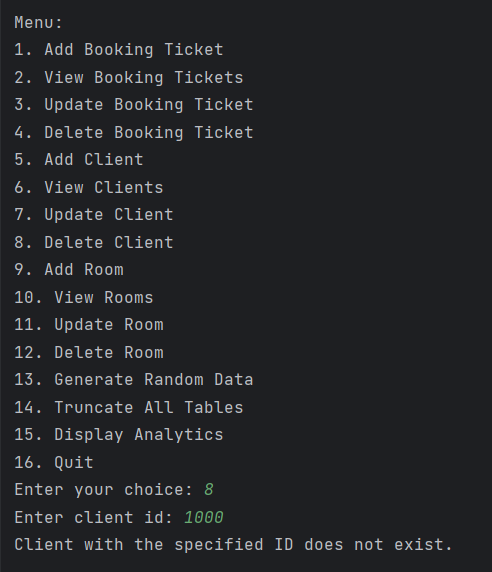 Menu:
1. Add Booking Ticket
2. View Booking Tickets
3. Update Booking Ticket
4. Delete Booking Ticket
5. Add Client
6. View Clients
7. Update Client
8. Delete Client
9. Add Room
10. View Rooms
11. Update Room
12. Delete Room
13. Generate Random Data
14. Truncate All Tables
15. Display Analytics
16. Quit
Enter your choice: 8
Enter client id: 1000
Client with the specified ID does not exist.